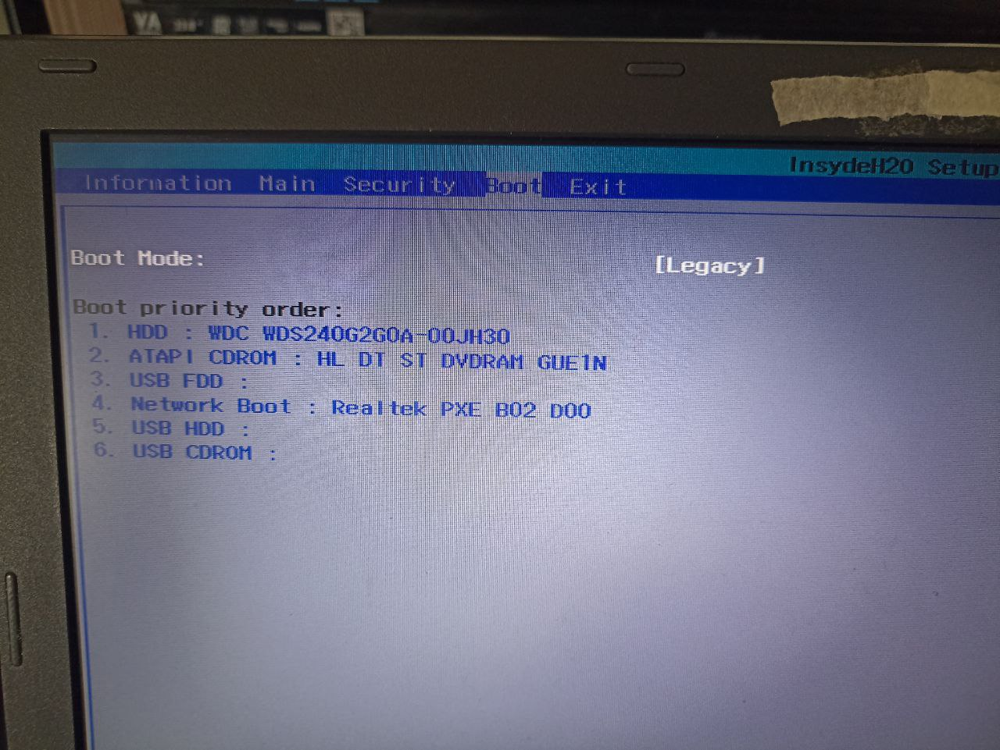 InsydeH20 Setup
Information Main Security Boot Exit
Boot Mode: [Legacy]
Boot priority order:
1. HDD : WDC WDS240G2G0A-00JH30
2. ATAPI CDROM : HL DT ST DVDRAM GUE1N
3. USB FDD :
4. Network Boot : Realtek PXE B02 D00
5. USB HDD :
6. USB CDROM :